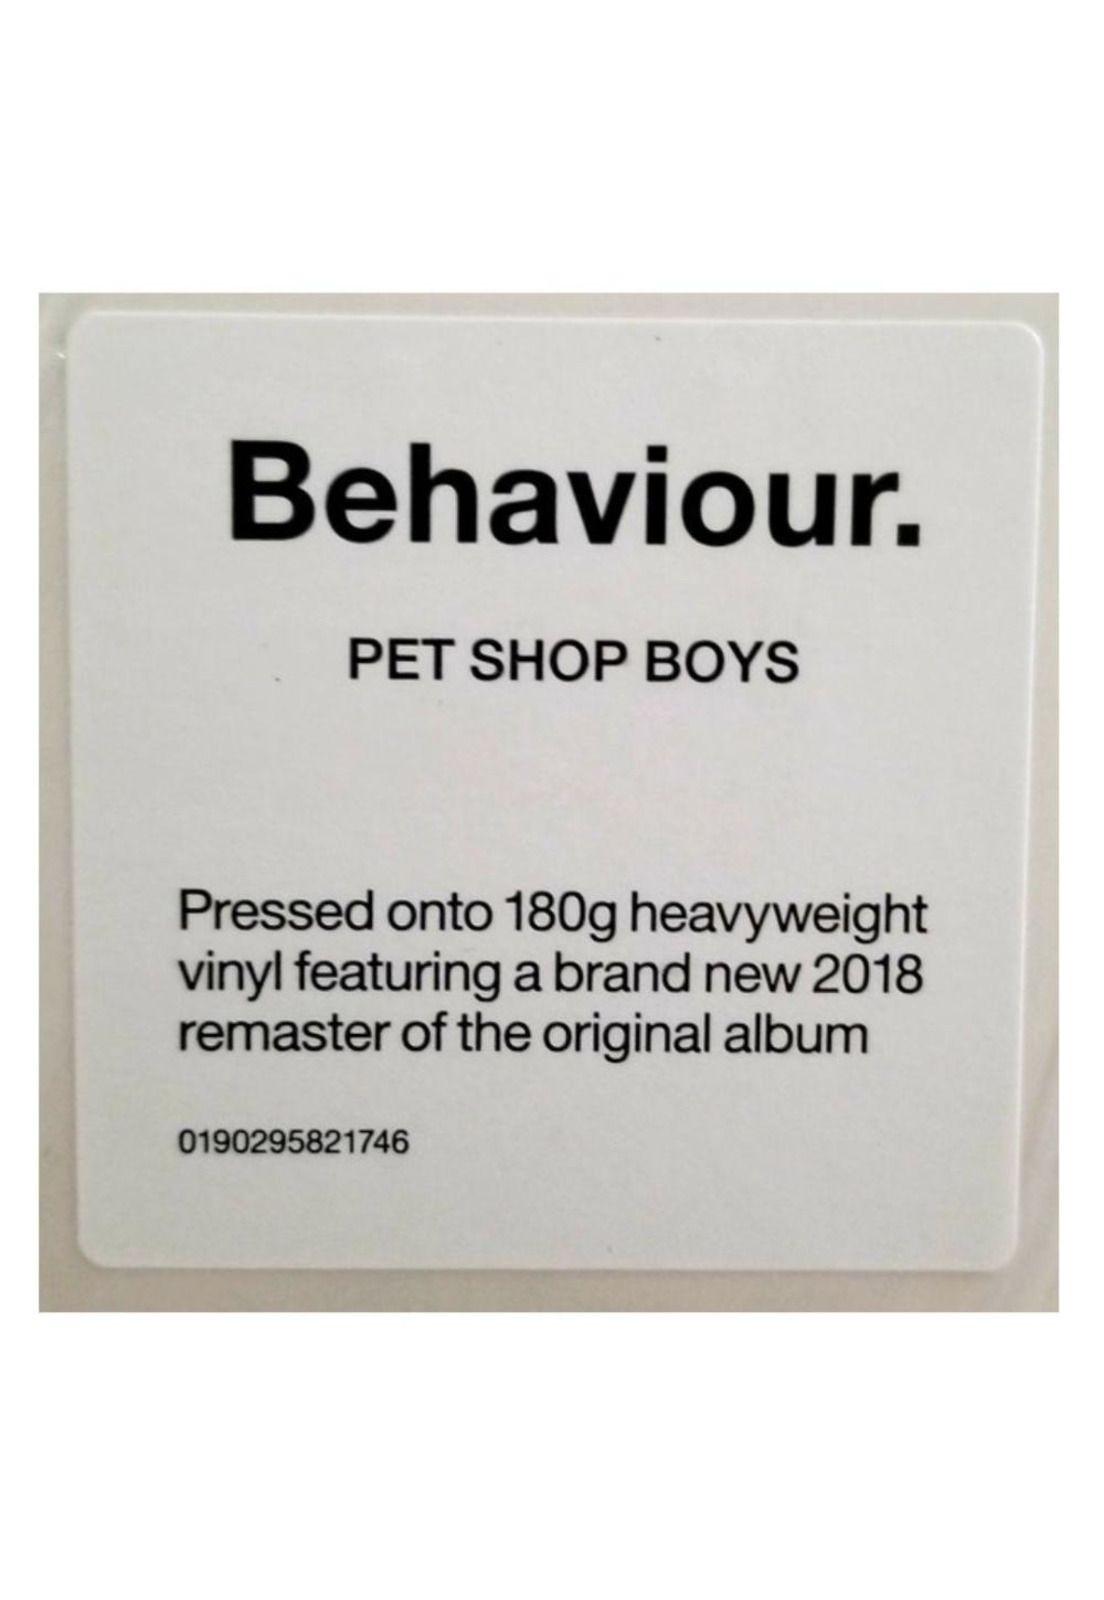 Behaviour.
PET SHOP BOYS
Pressed onto 180g heavyweight
vinyl featuring a brand new 2018
remaster of the original album
0190295821746